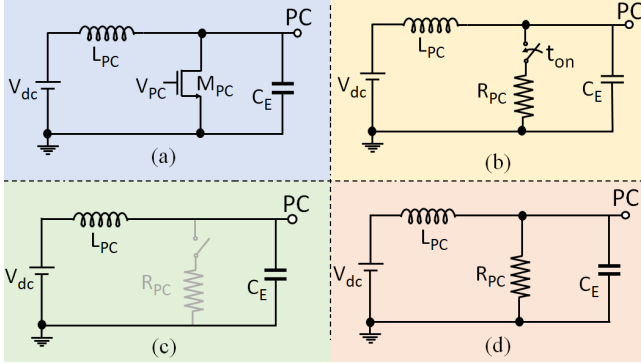 PC
L_PC
V_dc
V_PC
M_PC
C_E
(a)
PC
L_PC
V_dc
t_on
R_PC
C_E
(b)
PC
L_PC
V_dc
R_PC
C_E
(c)
PC
L_PC
V_dc
R_PC
C_E
(d)